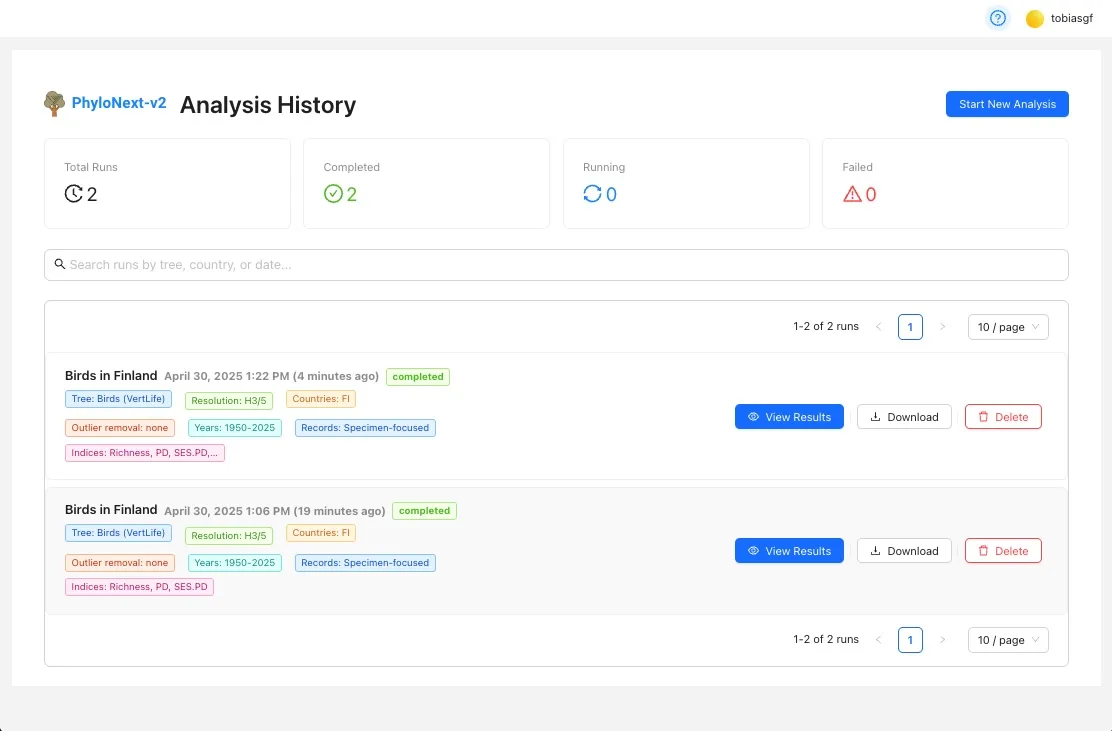 tobiasgf
PhyloNext-v2 Analysis History
Start New Analysis
Total Runs
2
Completed
2
Running
0
Failed
0
Search runs by tree, country, or date...
1-2 of 2 runs < 1 > 10 / page
Birds in Finland April 30, 2025 1:22 PM (4 minutes ago) completed
Tree: Birds (VertLife) Resolution: H3/5 Countries: FI
Outlier removal: none Years: 1950-2025 Records: Specimen-focused
Indices: Richness, PD, SES.PD,...
View Results Download Delete
Birds in Finland April 30, 2025 1:06 PM (19 minutes ago) completed
Tree: Birds (VertLife) Resolution: H3/5 Countries: FI
Outlier removal: none Years: 1950-2025 Records: Specimen-focused
Indices: Richness, PD, SES.PD
View Results Download Delete
1-2 of 2 runs < 1 > 10 / page